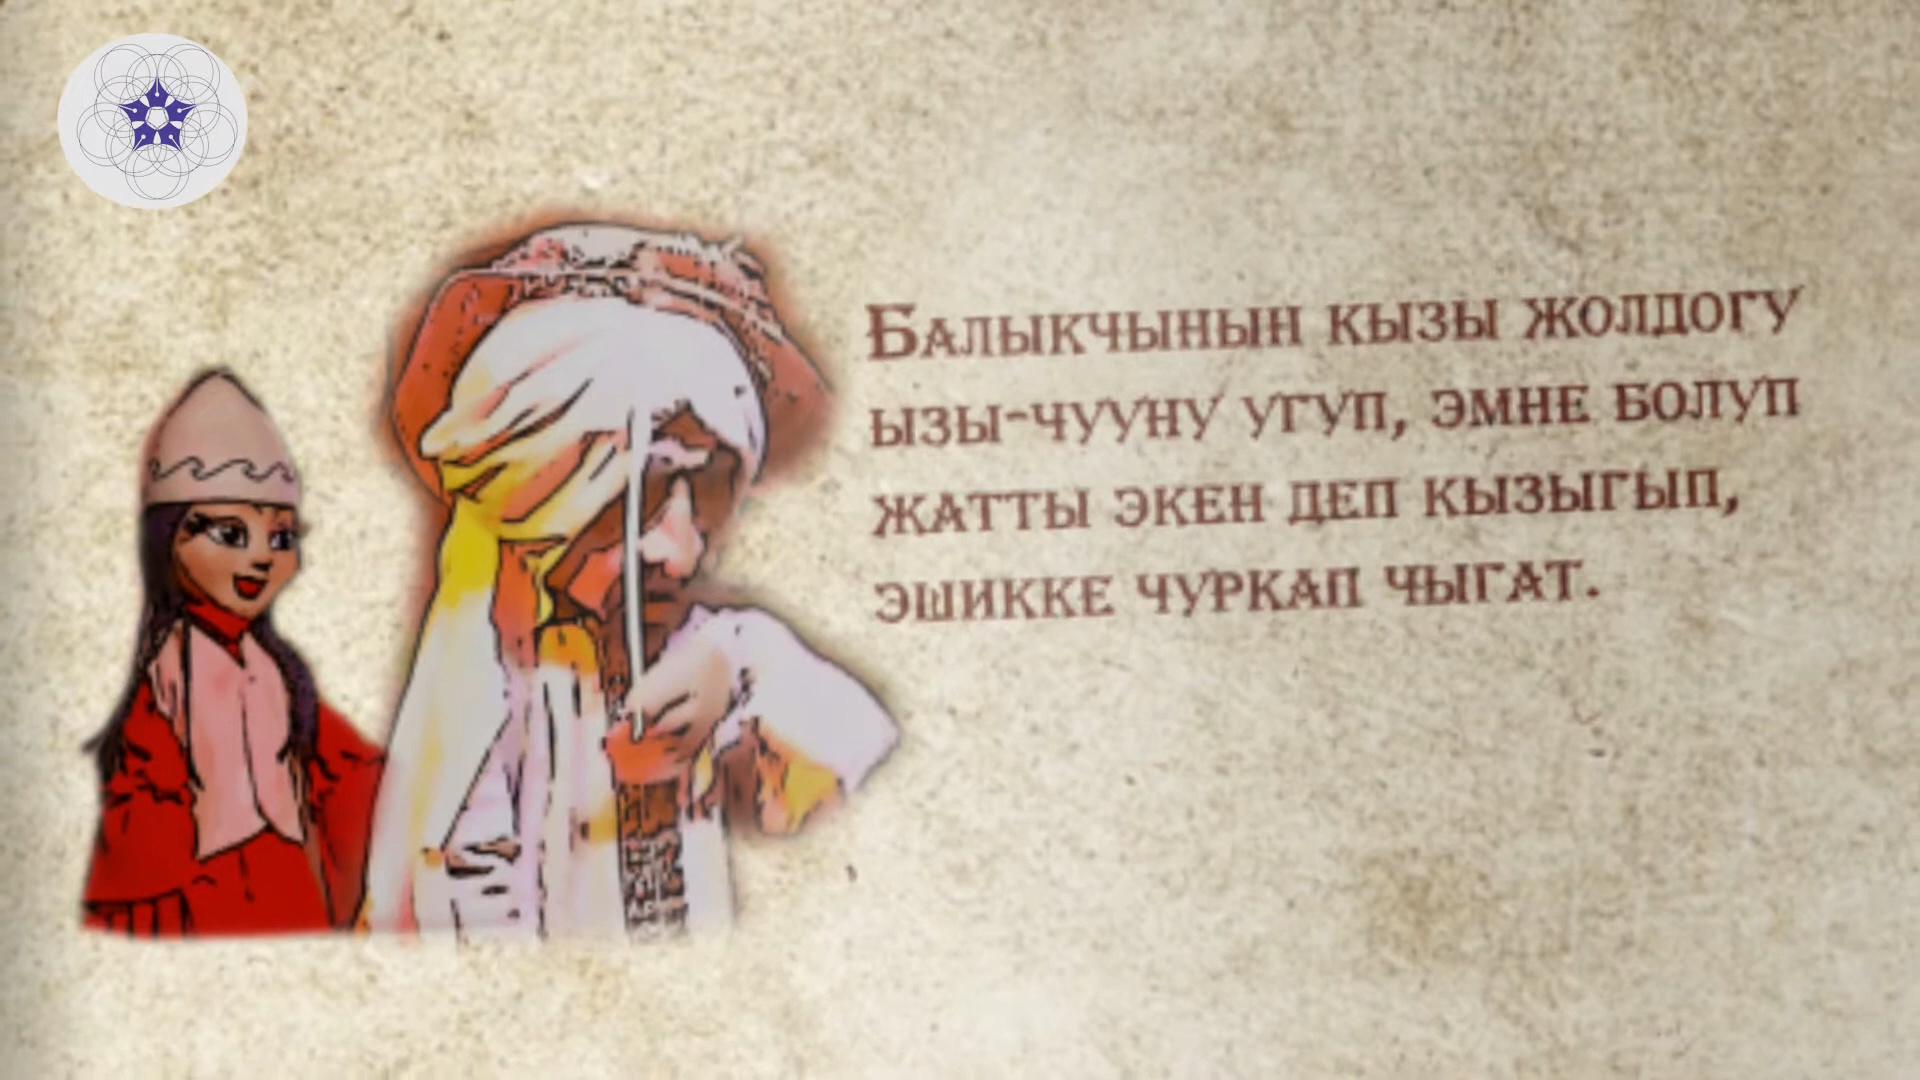 Балыкчынын кызы жолдогу
ызы-чууну угуп, эмне болуп
жатты экен деп кызыгып,
эшикке чуркап чыгат.